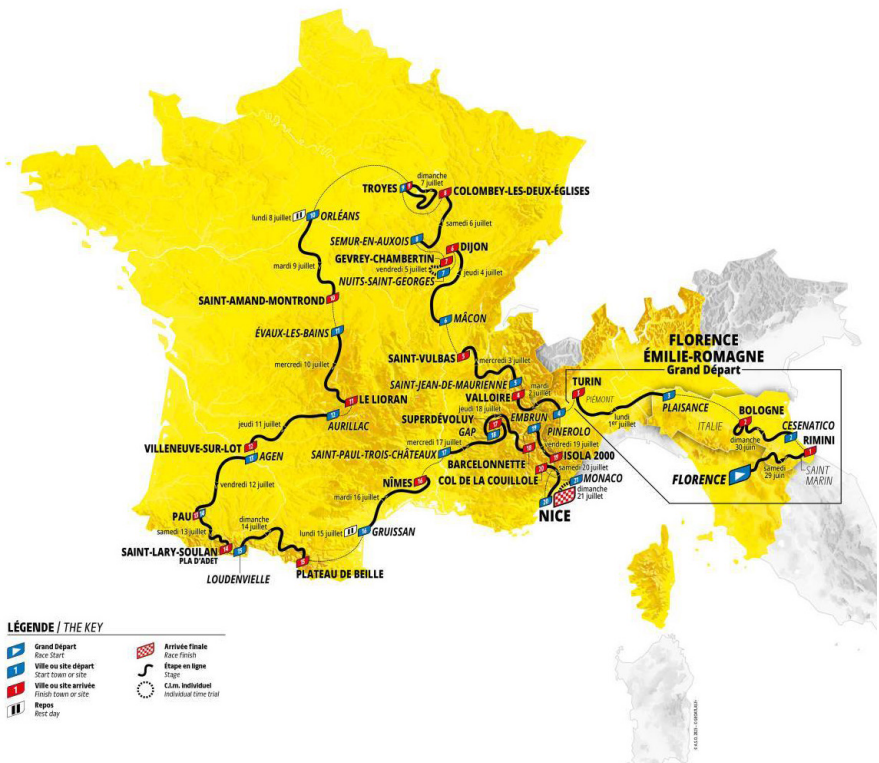 dimanche
7 juillet
TROYES
COLOMBEY-LES-DEUX-ÉGLISES
lundi 8 juillet
ORLÉANS
samedi 6 juillet
SEMUR-EN-AUXOIS
DIJON
GEVREY-CHAMBERTIN
vendredi 5 juillet
jeudi 4 juillet
NUITS-SAINT-GEORGES
mardi 9 juillet
SAINT-AMAND-MONTROND
MÂCON
ÉVAUX-LES-BAINS
FLORENCE
ÉMILIE-ROMAGNE
Grand Départ
SAINT-VULBAS
mercredi 3 juillet
mercredi 10 juillet
SAINT-JEAN-DE-MAURIENNE
mardi
2 juillet
TURIN
PIÉMONT
PLAISANCE
VALLOIRE
LE LIORAN
jeudi 18 juillet
lundi
1er juillet
BOLOGNE
ITALIE
CESENATICO
SUPERDÉVOLUY
EMBRUN
jeudi 11 juillet
AURILLAC
GAP
PINEROLO
dimanche
30 juin
RIMINI
mercredi 17 juillet
vendredi 19 juillet
VILLENEUVE-SUR-LOT
AGEN
SAINT-PAUL-TROIS-CHÂTEAUX
ISOLA 2000
BARCELONNETTE
samedi 20 juillet
samedi
29 juin
SAINT
MARIN
FLORENCE
COL DE LA COUILLOLE
MONACO
vendredi 12 juillet
NÎMES
dimanche
21 juillet
mardi 16 juillet
NICE
PAU
dimanche
14 juillet
samedi 13 juillet
lundi 15 juillet
GRUISSAN
SAINT-LARY-SOULAN
PLA D'ADET
LOUDENVIELLE
PLATEAU DE BEILLE
LÉGENDE / THE KEY
Grand Départ
Race Start
1
Ville ou site départ
Start town or site
1
Ville ou site arrivée
Finish town or site
Repos
Rest day
Arrivée finale
Race finish
Étape en ligne
Stage
C.l.m. individuel
Individual time trial